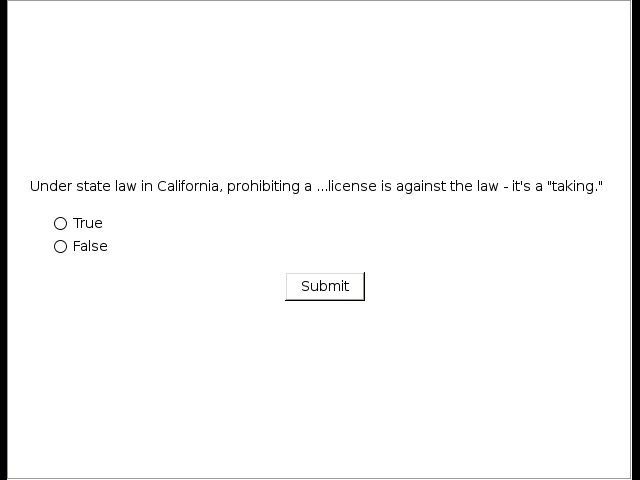 Under state law in California, prohibiting a ...license is against the law - it's a "taking."
True
False
Submit